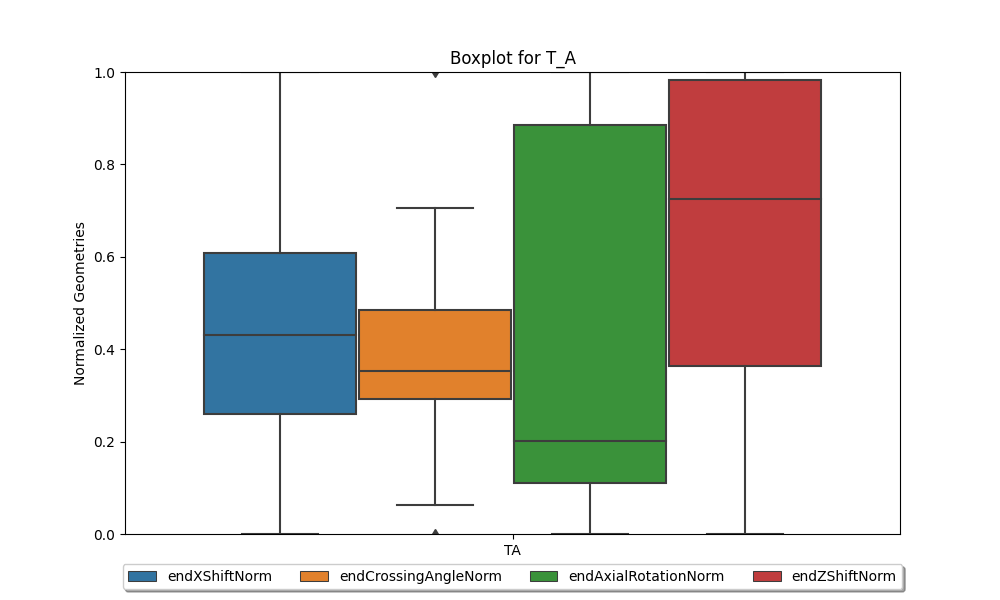 Boxplot for T_A
1.0
0.8
0.6
0.4
0.2
0.0
Normalized Geometries
TA
endXShiftNorm endCrossingAngleNorm endAxialRotationNorm endZShiftNorm